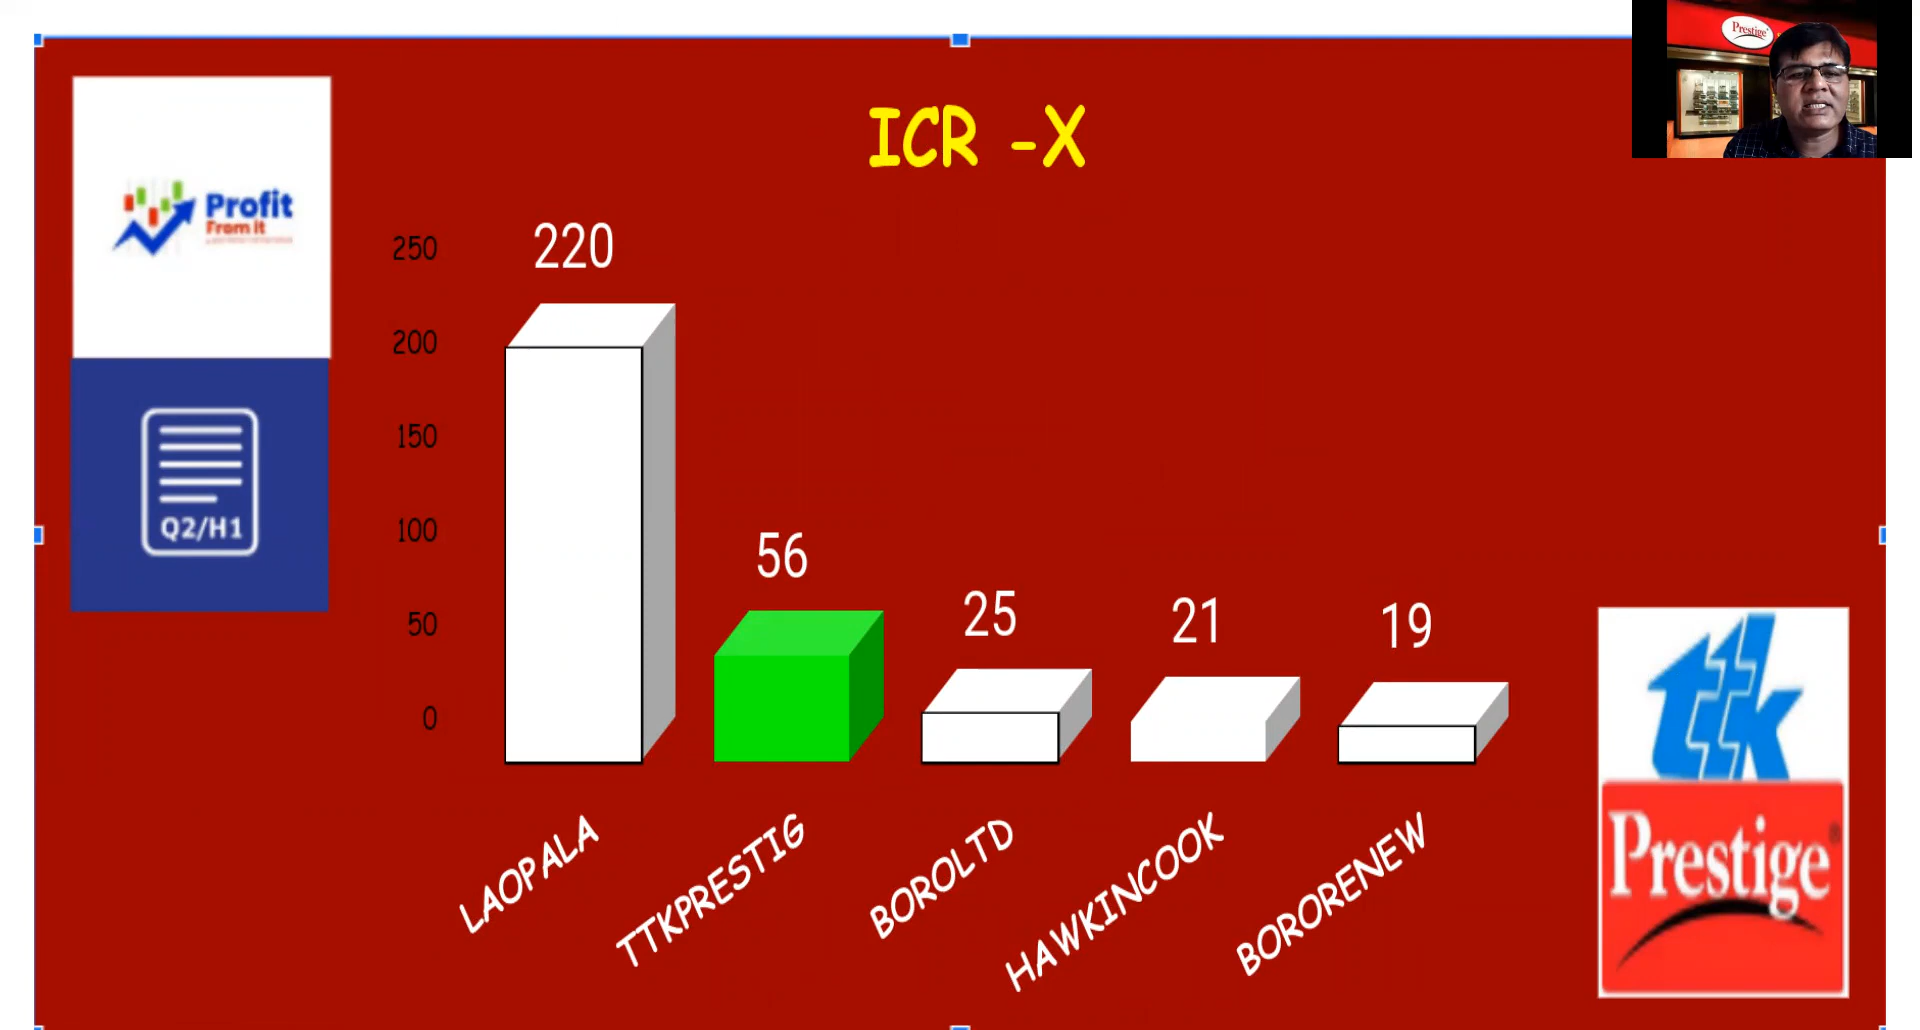 Prestige
ICR -X
Profit
From it
250
200
150
100
50
0
220
56
25
21
19
Q2/H1
LAOPALA
TTKPRESTIG
BOROLTD
HAWKINCOOK
BORORENEW
ttk
Prestige